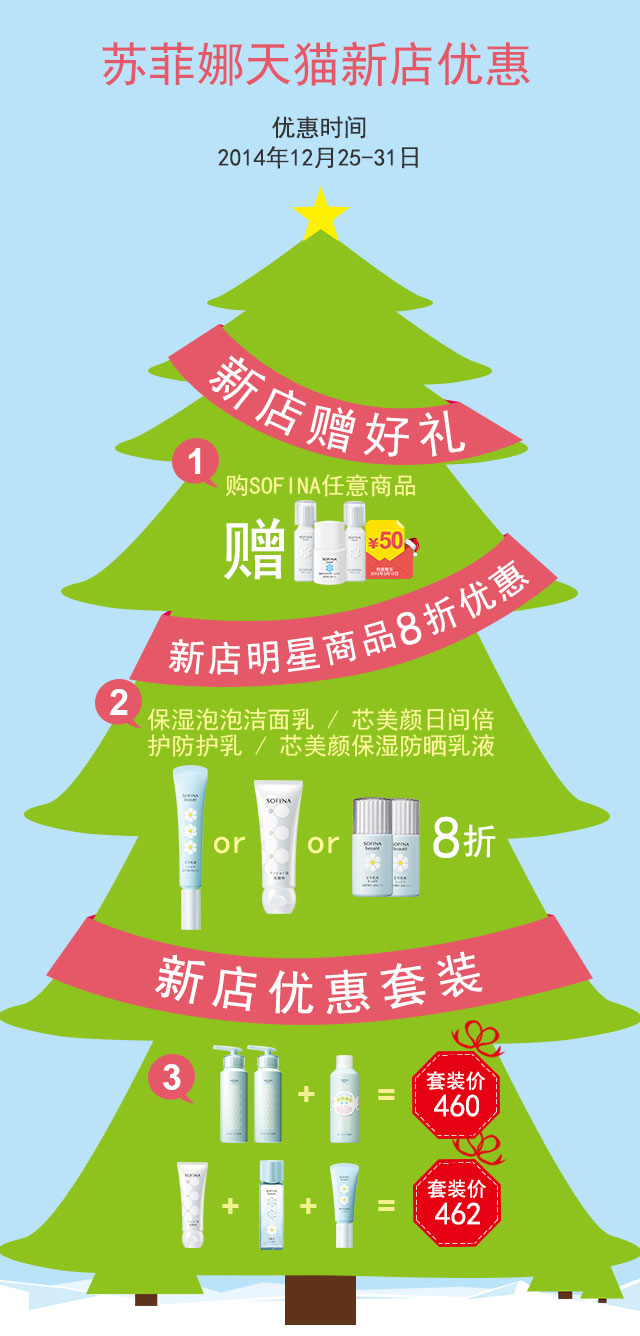 苏菲娜天猫新店优惠
优惠时间
2014年12月25-31日
新店赠好礼
1
购SOFINA任意商品
赠
SOFINA
¥50
新店明星商品8折优惠
2
保湿泡泡洁面乳 / 芯美颜日间倍
护防护乳 / 芯美颜保湿防晒乳液
SOFINA
beauté
or
SOFINA
or
SOFINA
beauté
8折
新店优惠套装
3
+
=
套装价
460
SOFINA
+
+
=
套装价
462